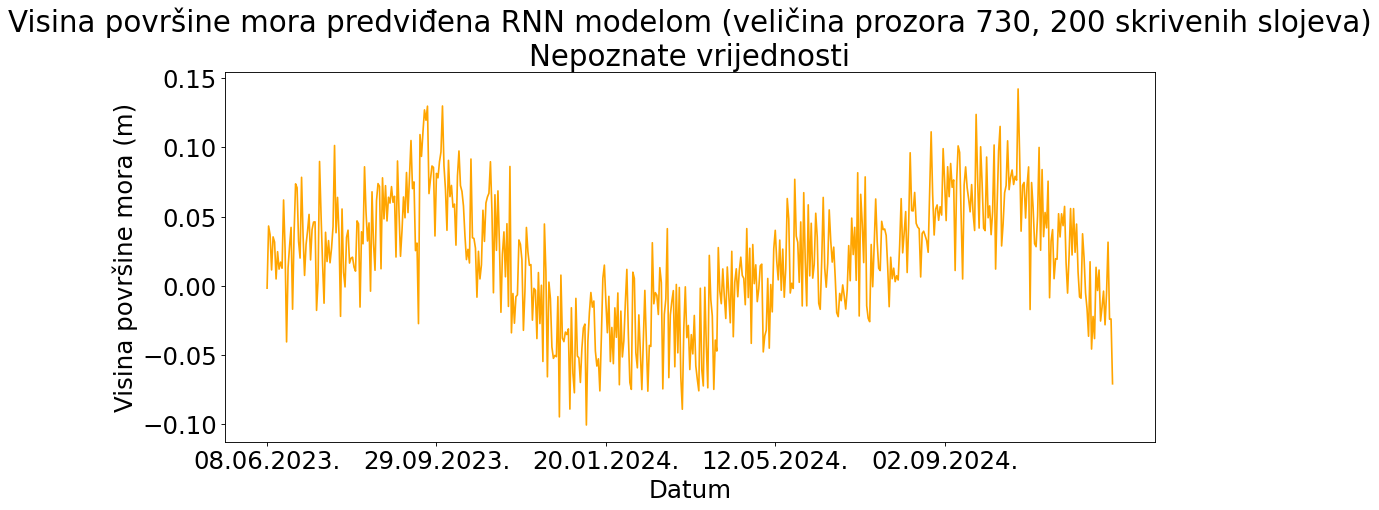 Visina površine mora predviđena RNN modelom (veličina prozora 730, 200 skrivenih slojeva)
Nepoznate vrijednosti
Visina površine mora (m)
0.15
0.10
0.05
0.00
−0.05
−0.10
08.06.2023. 29.09.2023. 20.01.2024. 12.05.2024. 02.09.2024.
Datum